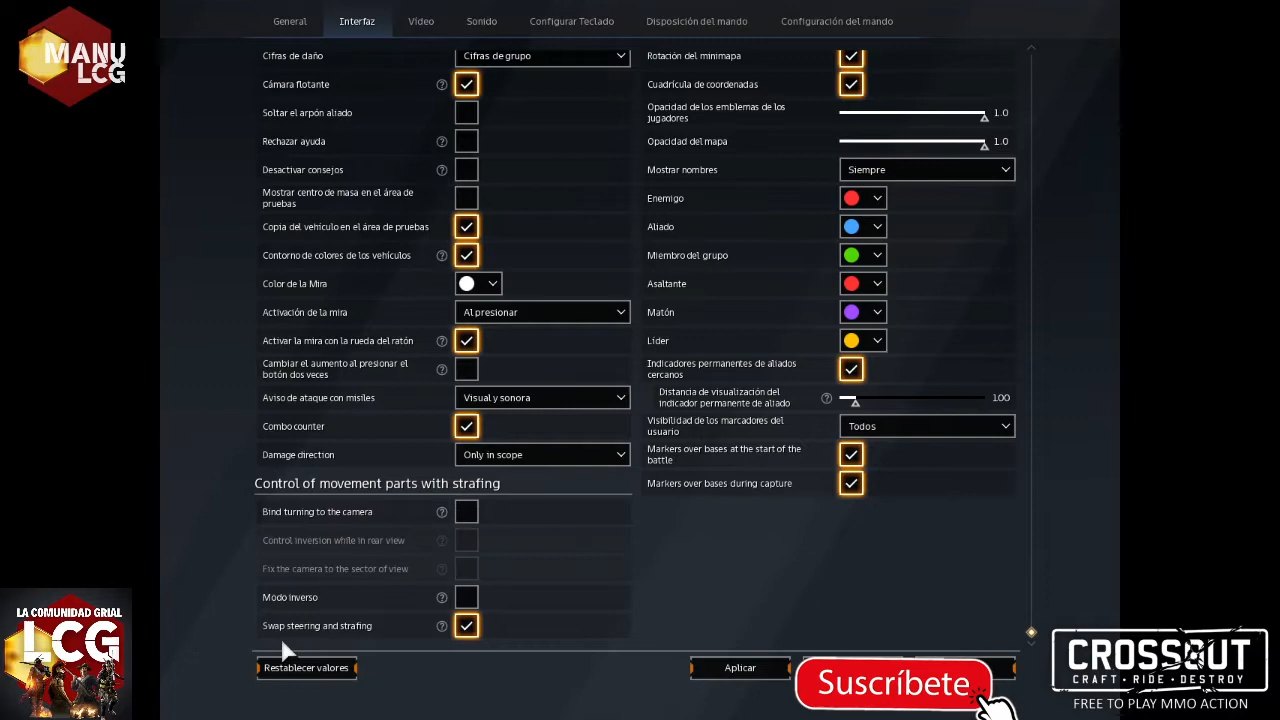 MANU
LCG
General
Interfaz
Vídeo
Sonido
Configurar Teclado
Disposición del mando
Configuración del mando
Cifras de daño
Cifras de grupo
Cámara flotante
Soltar el arpón aliado
Rechazar ayuda
Desactivar consejos
Mostrar centro de masa en el área de
pruebas
Copia del vehículo en el área de pruebas
Contorno de colores de los vehículos
Color de la Mira
Activación de la mira
Al presionar
Activar la mira con la rueda del ratón
Cambiar el aumento al presionar el
botón dos veces
Aviso de ataque con misiles
Visual y sonora
Combo counter
Damage direction
Only in scope
Control of movement parts with strafing
Bind turning to the camera
Control inversion while in rear view
Fix the camera to the sector of view
Modo inverso
Swap steering and strafing
Rotación del minimapa
Cuadrícula de coordenadas
Opacidad de los emblemas de los
jugadores
1.0
Opacidad del mapa
1.0
Mostrar nombres
Siempre
Enemigo
Aliado
Miembro del grupo
Asaltante
Matón
Líder
Indicadores permanentes de aliados
cercanos
Distancia de visualización del
indicador permanente de aliado
100
Visibilidad de los marcadores del
usuario
Todos
Markers over bases at the start of the
battle
Markers over bases during capture
Restablecer valores
Aplicar
Suscríbete
LA COMUNIDAD GRIAL
LCG
CROSSOUT
CRAFT • RIDE • DESTROY
FREE TO PLAY MMO ACTION